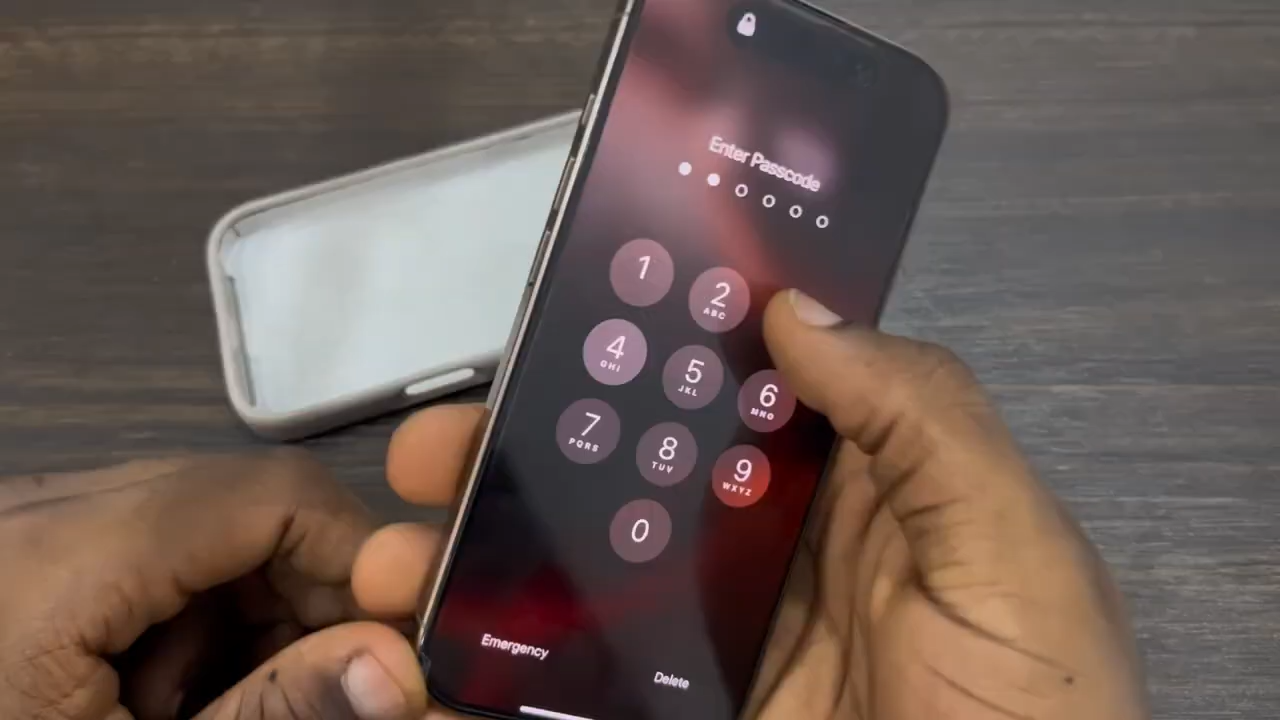 Enter Passcode
1
2
ABC
4
GHI
5
JKL
6
MNO
7
PQRS
8
TUV
9
WXYZ
0
Emergency
Delete